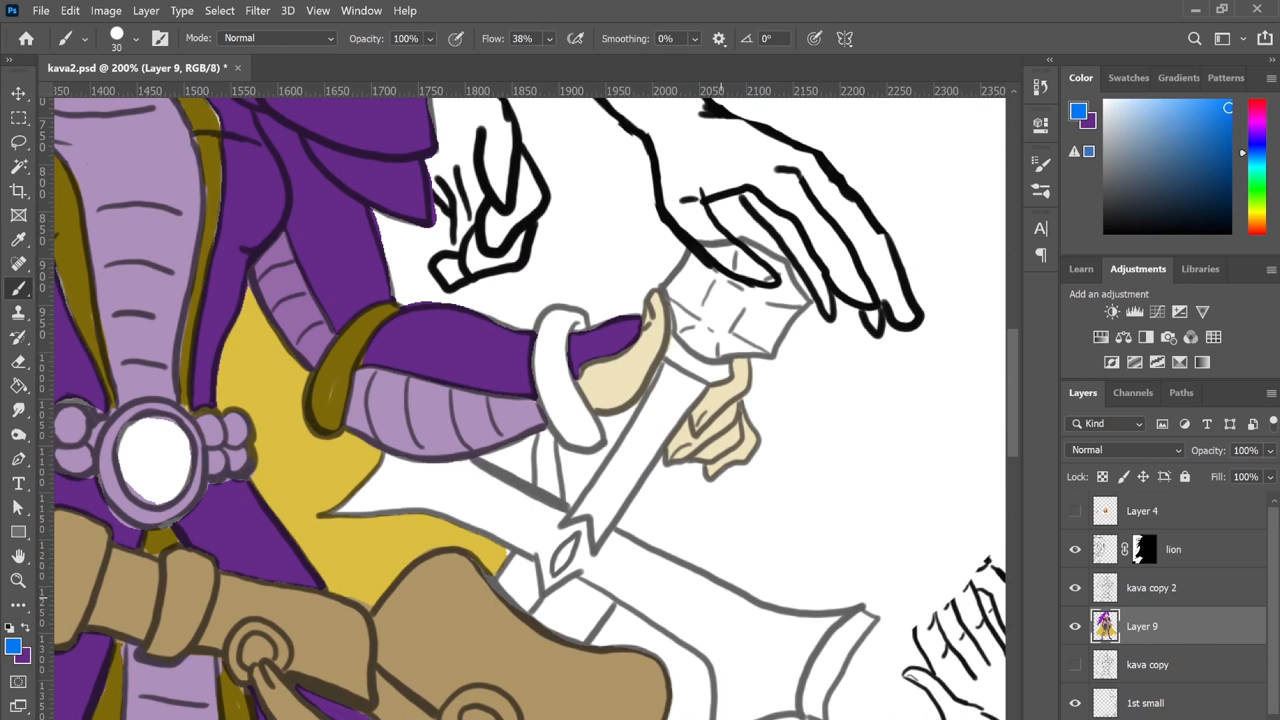 Ps File Edit Image Layer Type Select Filter 3D View Window Help
30 Mode: Normal Opacity: 100% Flow: 38% Smoothing: 0% 0°
kava2.psd @ 200% (Layer 9, RGB/8) * ×
1400 1450 1500 1550 1600 1650 1700 1750 1800 1850 1900 1950 2000 2050 2100 2150 2200 2250 2300 2350
Color Swatches Gradients Patterns
Learn Adjustments Libraries
Add an adjustment
Layers Channels Paths
Kind
Normal Opacity: 100%
Lock: Fill: 100%
Layer 4
lion
kava copy 2
Layer 9
kava copy
1st small